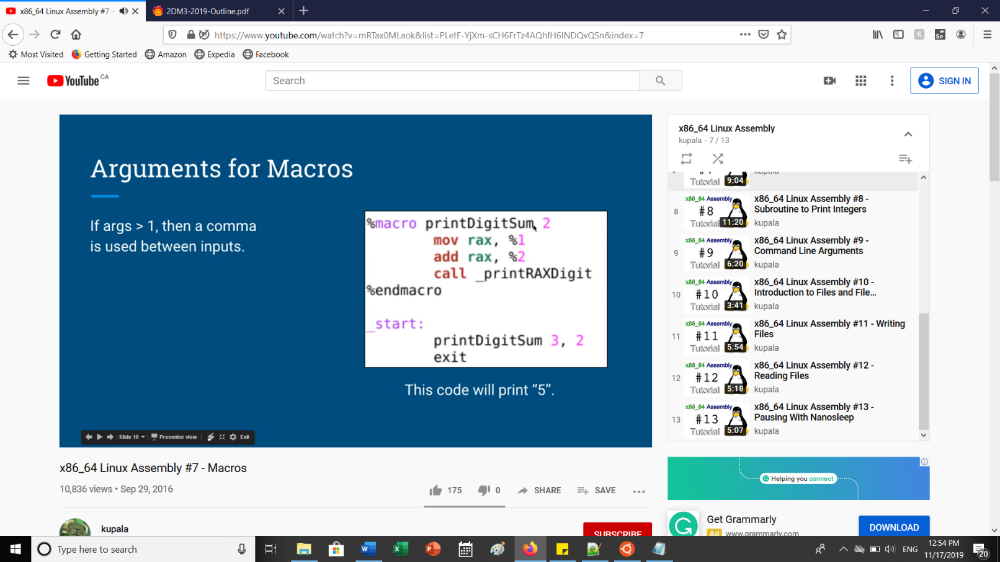 x86_64 Linux Assembly #7 -
2DM3-2019-Outline.pdf
https://www.youtube.com/watch?v=mRTax0MLaok&list=PLetF-YjXm-sCH6FrTz4AQhfH6INDQvQSn&index=7
Se
Most Visited
Getting Started
Amazon
Expedia
Facebook
YouTube CA
Search
SIGN IN
Arguments for Macros
If args > 1, then a comma
is used between inputs.
%macro printDigitSum 2
mov rax, %1
add rax, %2
call _printRAXDigit
%endmacro
_start:
printDigitSum 3, 2
exit
This code will print “5”.
Slide 10
Presenter view
Exit
x86_64 Linux Assembly
kupala - 7 / 13
Tutorial
9:04
8
x86_64 Assembly
#8
Tutorial
11:20
x86_64 Linux Assembly #8 -
Subroutine to Print Integers
kupala
9
x86_64 Assembly
#9
Tutorial
6:20
x86_64 Linux Assembly #9 -
Command Line Arguments
kupala
10
x86_64 Assembly
#10
Tutorial
3:41
x86_64 Linux Assembly #10 -
Introduction to Files and File...
kupala
11
x86_64 Assembly
#11
Tutorial
5:54
x86_64 Linux Assembly #11 - Writing
Files
kupala
12
x86_64 Assembly
#12
Tutorial
5:18
x86_64 Linux Assembly #12 -
Reading Files
kupala
13
x86_64 Assembly
#13
Tutorial
5:07
x86_64 Linux Assembly #13 -
Pausing With Nanosleep
kupala
x86_64 Linux Assembly #7 - Macros
10,836 views • Sep 29, 2016
175
0
SHARE
SAVE
kupala
SUBSCRIBE
Helping you connect
Get Grammarly
Ad www.grammarly.com
DOWNLOAD
Type here to search
ENG
12:54 PM
11/17/2019
20